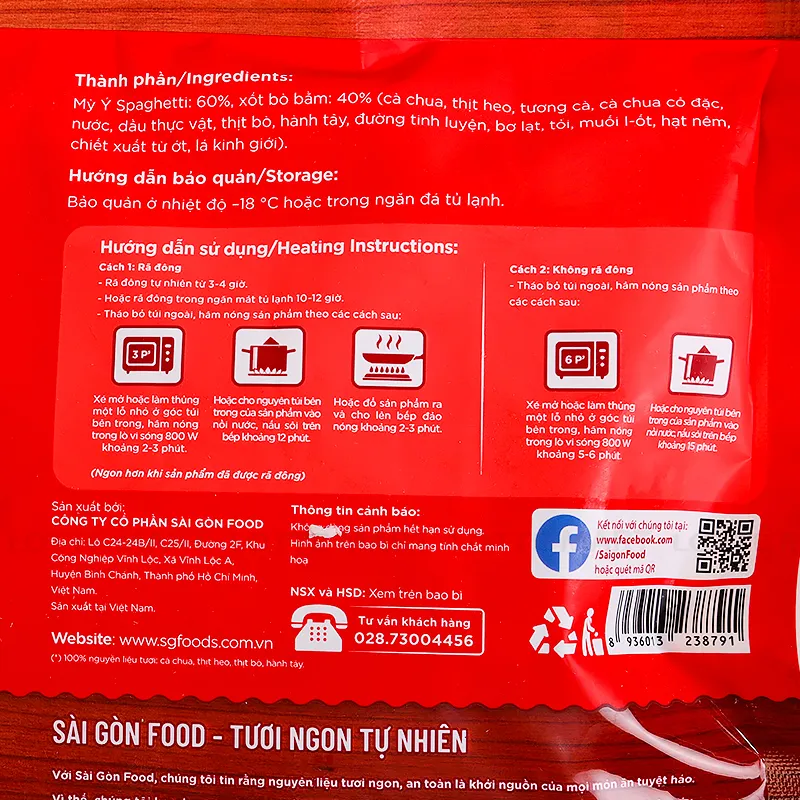 Thành phần/Ingredients:
Mỳ Ý Spaghetti: 60%, xốt bò bằm: 40% (cà chua, thịt heo, tương cà, cà chua cô đặc,
nước, dầu thực vật, thịt bò, hành tây, đường tinh luyện, bơ lạt, tỏi, muối I-ốt, hạt nêm,
chiết xuất từ ớt, lá kinh giới).
Hướng dẫn bảo quản/Storage:
Bảo quản ở nhiệt độ –18 °C hoặc trong ngăn đá tủ lạnh.
Hướng dẫn sử dụng/Heating Instructions:
Cách 1: Rã đông
- Rã đông tự nhiên từ 3-4 giờ.
- Hoặc rã đông trong ngăn mát tủ lạnh 10-12 giờ.
- Tháo bỏ túi ngoài, hâm nóng sản phẩm theo các cách sau:
3 P'
Xé mở hoặc làm thủng
một lỗ nhỏ ở góc túi
bên trong, hâm nóng
trong lò vi sóng 800 W
khoảng 2-3 phút.
Hoặc cho nguyên túi bên
trong của sản phẩm vào
nồi nước, nấu sôi trên
bếp khoảng 12 phút.
Hoặc đổ sản phẩm ra
và cho lên bếp đảo
nóng khoảng 2-3 phút.
(Ngon hơn khi sản phẩm đã được rã đông)
Cách 2: Không rã đông
- Tháo bỏ túi ngoài, hâm nóng sản phẩm theo
các cách sau:
6 P'
Xé mở hoặc làm thủng
một lỗ nhỏ ở góc túi
bên trong, hâm nóng
trong lò vi sóng 800 W
khoảng 5-6 phút.
Hoặc cho nguyên túi bên
trong của sản phẩm vào
nồi nước, nấu sôi trên bếp
khoảng 15 phút.
Sản xuất bởi:
CÔNG TY CỔ PHẦN SÀI GÒN FOOD
Địa chỉ: Lô C24-24B/II, C25/II, Đường 2F, Khu
Công Nghiệp Vĩnh Lộc, Xã Vĩnh Lộc A,
Huyện Bình Chánh, Thành phố Hồ Chí Minh,
Việt Nam.
Sản xuất tại Việt Nam.
Website: www.sgfoods.com.vn
(*) 100% nguyên liệu tươi: cà chua, thịt heo, thịt bò, hành tây.
Thông tin cảnh báo:
sản phẩm hết hạn sử dụng.
Hình ảnh trên bao bì chỉ mang tính chất minh
hoạ
NSX và HSD: Xem trên bao bì
Tư vấn khách hàng
028.73004456
Kết nối với chúng tôi tại:
www.facebook.com
/SaigonFood
hoặc quét mã QR
8 936013 238791
SÀI GÒN FOOD - TƯƠI NGON TỰ NHIÊN
Với Sài Gòn Food, chúng tôi tin rằng nguyên liệu tươi ngon, an toàn là khởi nguồn của mọi món ăn tuyệt hảo.